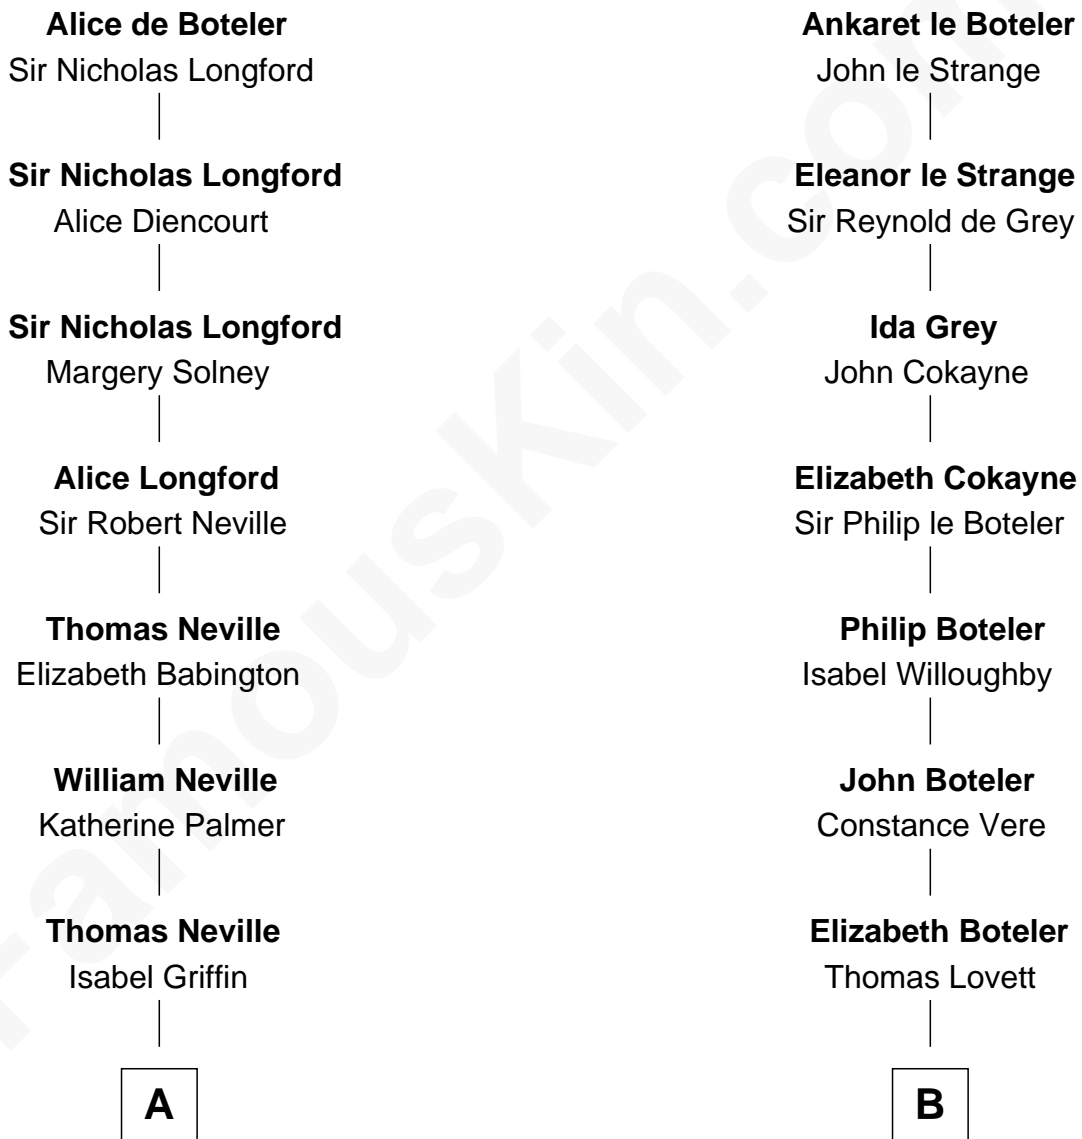 Alice de Boteler
Sir Nicholas Longford
Sir Nicholas Longford
Alice Diencourt
Sir Nicholas Longford
Margery Solney
Alice Longford
Sir Robert Neville
Thomas Neville
Elizabeth Babington
William Neville
Katherine Palmer
Thomas Neville
Isabel Griffin
A
Ankaret le Boteler
John le Strange
Eleanor le Strange
Sir Reynold de Grey
Ida Grey
John Cokayne
Elizabeth Cokayne
Sir Philip le Boteler
Philip Boteler
Isabel Willoughby
John Boteler
Constance Vere
Elizabeth Boteler
Thomas Lovett
B
FamousKin.com